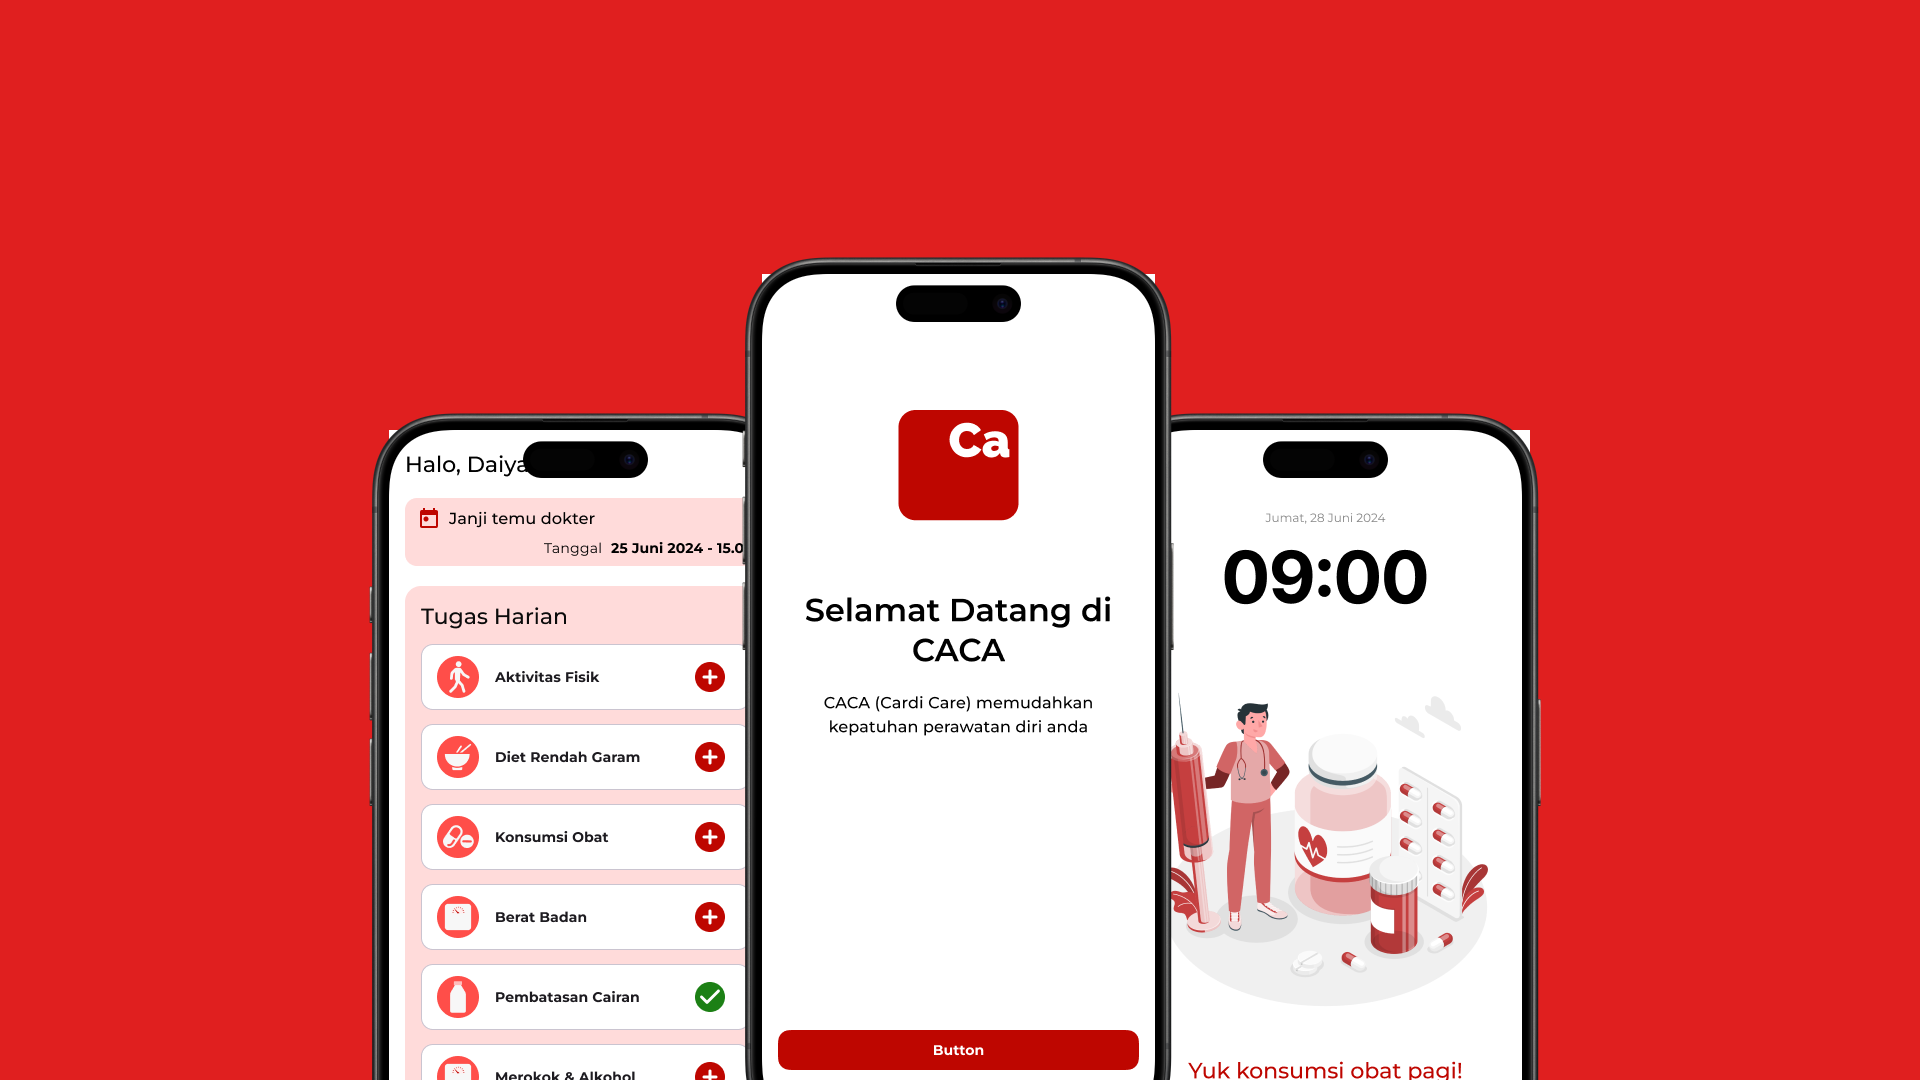 Halo, Daiya
Janji temu dokter
Tanggal 25 Juni 2024 - 15.0
Tugas Harian
Aktivitas Fisik
Diet Rendah Garam
Konsumsi Obat
Berat Badan
Pembatasan Cairan
Merokok & Alkohol
Ca
Selamat Datang di
CACA
CACA (Cardi Care) memudahkan
kepatuhan perawatan diri anda
Button
Jumat, 28 Juni 2024
09:00
Yuk konsumsi obat pagi!